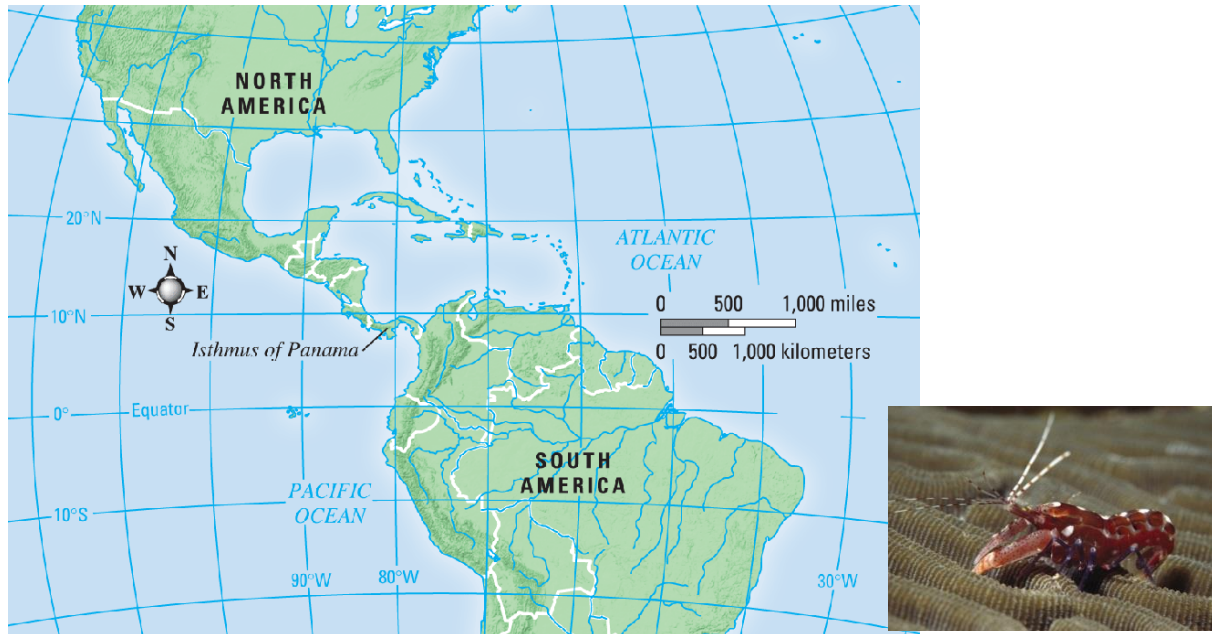 NORTH
AMERICA
20°N
ATLANTIC
OCEAN
N
W E
S
0 500 1,000 miles
10°N
Isthmus of Panama
0 500 1,000 kilometers
0°
Equator
SOUTH
AMERICA
PACIFIC
OCEAN
10°S
90°W 80°W 30°W